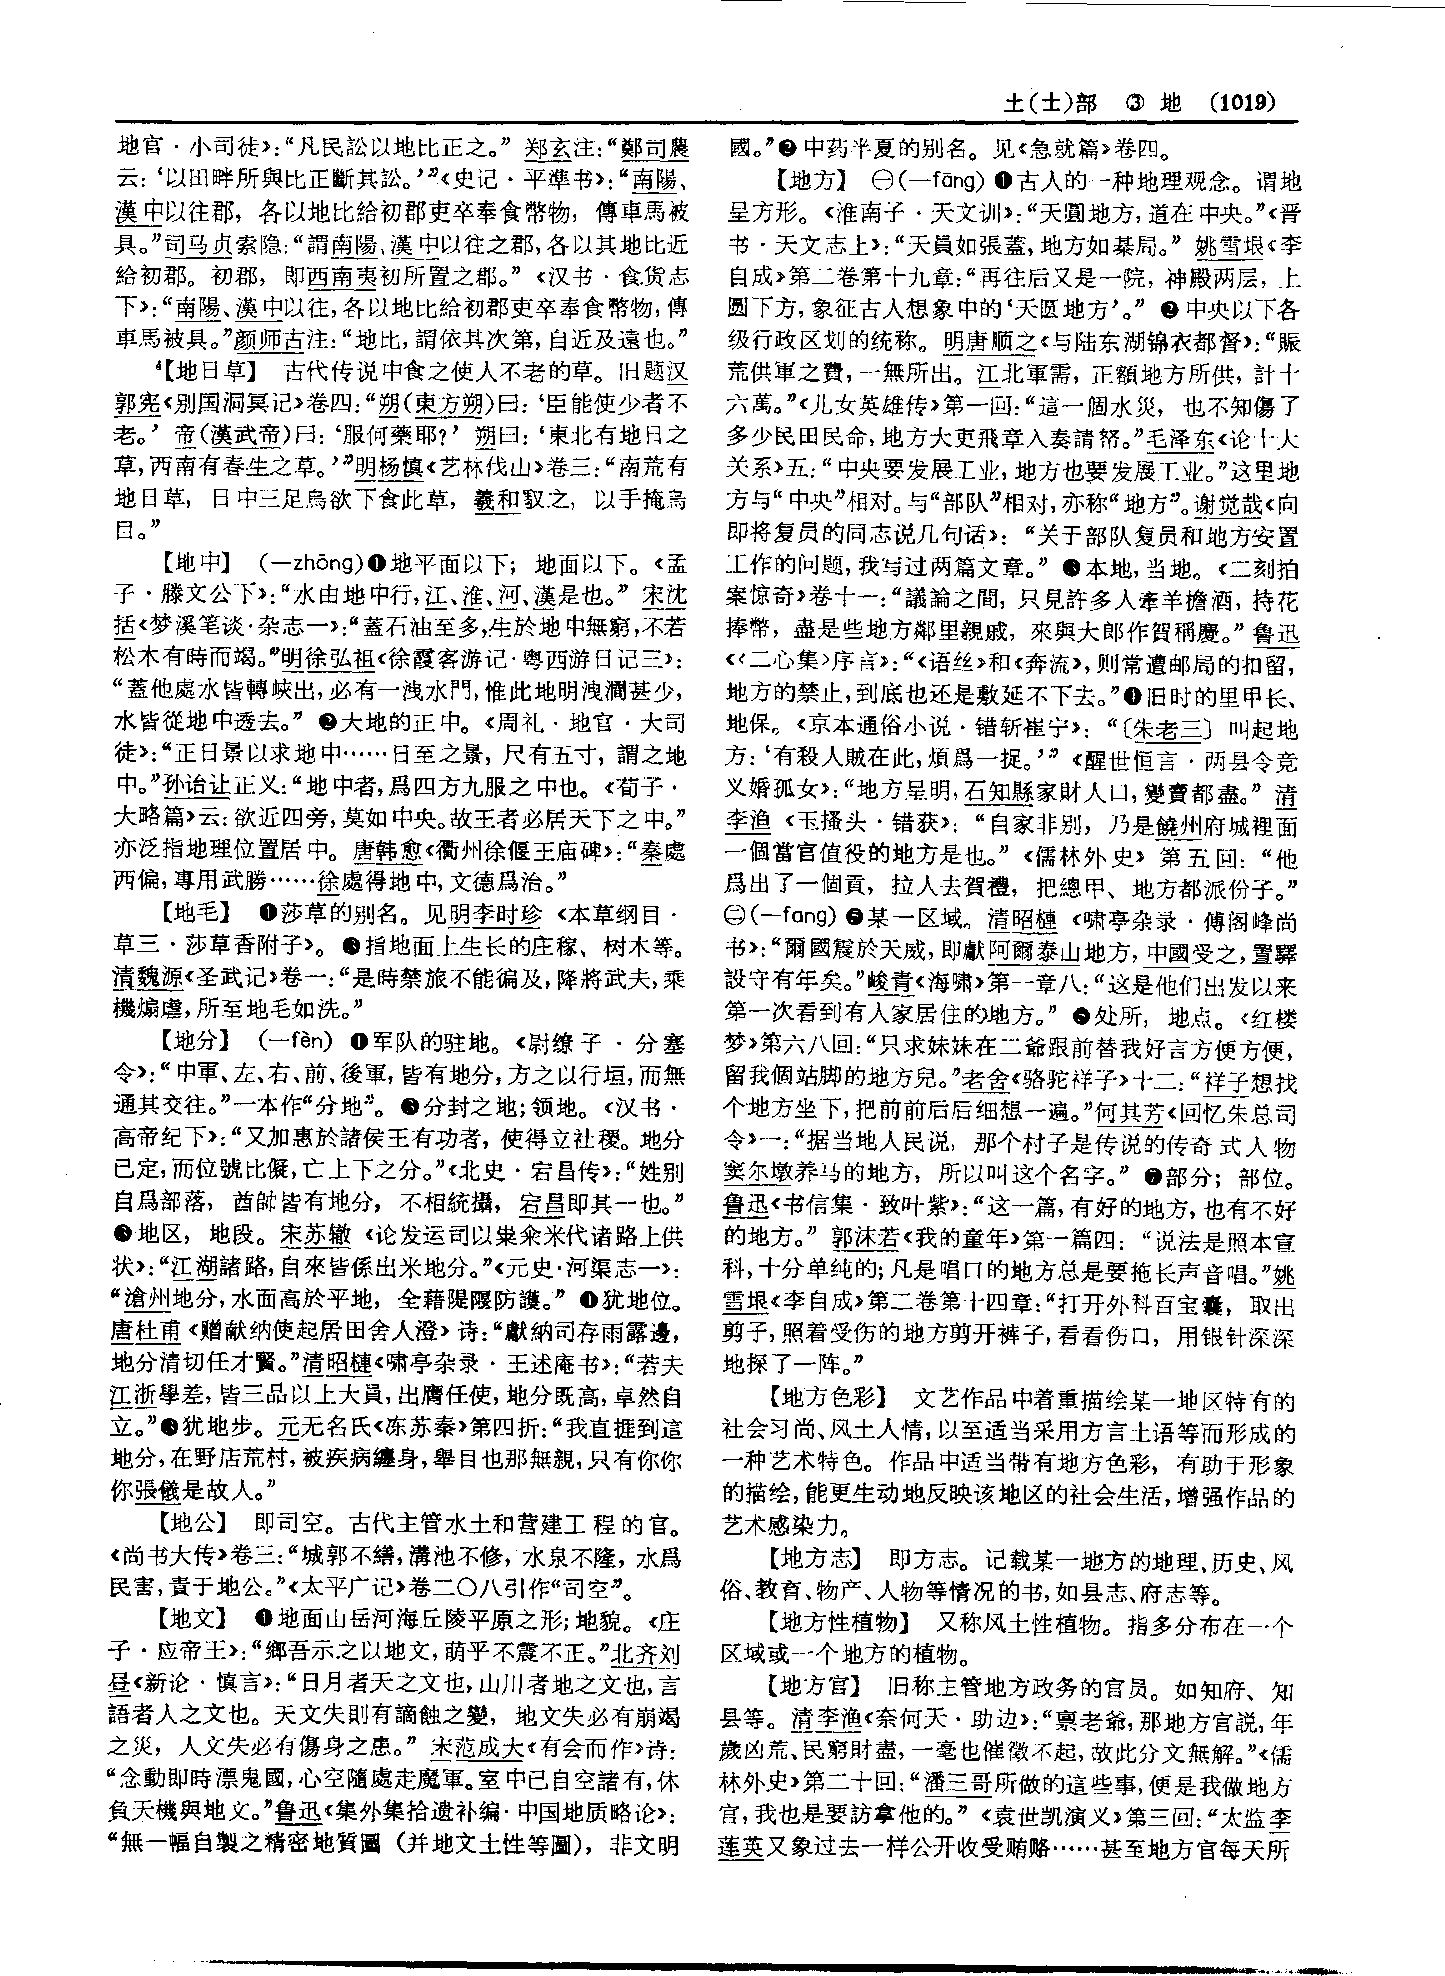 土(士)部　③　地　(1019)
地官·小司徒》：“凡民訟以地比正之。”郑玄注：“鄭司農
云：‘以田畔所與比正斷其訟。’”《史记·平準书》：“南陽、
漢中以往郡，各以地比給初郡吏卒奉食幣物，傳車馬被
具。”司马贞索隐：“謂南陽、漢中以往之郡，各以其地比近
給初郡。初郡，即西南夷初所置之郡。”《汉书·食货志
下》：“南陽、漢中以往，各以地比給初郡吏卒奉食幣物，傳
車馬被具。”颜师古注：“地比，謂依其次第，自近及遠也。”
【地日草】　古代传说中食之使人不老的草。旧题汉
郭宪《别国洞冥记》卷四：“朔(東方朔)曰：‘臣能使少者不
老。’帝(漢武帝)曰：‘服何藥耶？’朔曰：‘東北有地日之
草，西南有春生之草。’”明杨慎《艺林伐山》卷三：“南荒有
地日草，日中三足烏欲下食此草，羲和馭之，以手掩烏
目。”
【地中】　(—zhōng)❶地平面以下；地面以下。《孟
子·滕文公下》：“水由地中行，江、淮、河、漢是也。”宋沈
括《梦溪笔谈·杂志一》：“蓋石油至多，生於地中無窮，不若
松木有時而竭。”明徐弘祖《徐霞客游记·粤西游日记三》：
“蓋他處水皆轉峽出，必有一洩水門，惟此地明洩澗甚少，
水皆從地中透去。”❷大地的正中。《周礼·地官·大司
徒》：“正日景以求地中……日至之景，尺有五寸，謂之地
中。”孙诒让正义：“地中者，爲四方九服之中也。《荀子·
大略篇》云：欲近四旁，莫如中央。故王者必居天下之中。”
亦泛指地理位置居中。唐韩愈《衢州徐偃王庙碑》：“秦處
西偏，專用武勝……徐處得地中，文德爲治。”
【地毛】　❶莎草的别名。见明李时珍《本草纲目·
草三·莎草香附子》。❷指地面上生长的庄稼、树木等。
清魏源《圣武记》卷一：“是時禁旅不能徧及，降將武夫，乘
機煽虐，所至地毛如洗。”
【地分】　(—fèn)　❶军队的驻地。《尉缭子·分塞
令》：“中軍、左、右、前、後軍，皆有地分，方之以行垣，而無
通其交往。”一本作“分地”。❷分封之地；领地。《汉书·
高帝纪下》：“又加惠於諸侯王有功者，使得立社稷。地分
已定，而位號比儗，亡上下之分。”《北史·宕昌传》：“姓别
自爲部落，酋帥皆有地分，不相統攝，宕昌即其一也。”
❸地区，地段。宋苏辙《论发运司以粜籴米代诸路上供
状》：“江湖諸路，自來皆係出米地分。”《元史·河渠志一》：
“滄州地分，水面高於平地，全藉隄堰防護。”❹犹地位。
唐杜甫《赠献纳使起居田舍人澄》诗：“獻納司存雨露邊，
地分清切任才賢。”清昭槤《啸亭杂录·王述庵书》：“若夫
江浙學差，皆三品以上大員，出膺任使，地分既高，卓然自
立。”❺犹地步。元无名氏《冻苏秦》第四折：“我直捱到這
地分，在野店荒村，被疾病纏身，舉目也那無親，只有你你
你張儀是故人。”
【地公】　即司空。古代主管水土和营建工程的官。
《尚书大传》卷三：“城郭不繕，溝池不修，水泉不隆，水爲
民害，責于地公。”《太平广记》卷二〇八引作“司空”。
【地文】　❶地面山岳河海丘陵平原之形；地貌。《庄
子·应帝王》：“鄉吾示之以地文，萌乎不震不正。”北齐刘
昼《新论·慎言》：“日月者天之文也，山川者地之文也，言
語者人之文也。天文失則有謫蝕之變，地文失必有崩竭
之災，人文失必有傷身之患。”宋范成大《有会而作》诗：
“念動即時漂鬼國，心空隨處走魔軍。室中已自空諸有，休
負天機與地文。”鲁迅《集外集拾遗补编·中国地质略论》：
“無一幅自製之精密地質圖（并地文土性等圖），非文明
國。”❷中药半夏的别名。见《急就篇》卷四。
【地方】　㊀(—fāng)❶古人的一种地理观念。谓地
呈方形。《淮南子·天文训》：“天圓地方，道在中央。”《晋
书·天文志上》：“天員如張蓋，地方如棊局。”姚雪垠《李
自成》第二卷第十九章：“再往后又是一院，神殿两层，上
圆下方，象征古人想象中的‘天圆地方’。”❷中央以下各
级行政区划的统称。明唐顺之《与陆东湖锦衣都督》：“賑
荒供軍之費，一無所出。江北軍需，正額地方所供，計十
六萬。”《儿女英雄传》第一回：“這一個水災，也不知傷了
多少民田民命，地方大吏飛章入奏請帑。”毛泽东《论十大
关系》五：“中央要发展工业，地方也要发展工业。”这里地
方与“中央”相对。与“部队”相对，亦称“地方”。谢觉哉《向
即将复员的同志说几句话》：“关于部队复员和地方安置
工作的问题，我写过两篇文章。”❸本地，当地。《二刻拍
案惊奇》卷十一：“議論之間，只見許多人牽羊擔酒，持花
捧幣，盡是些地方鄰里親戚，來與大郎作賀稱慶。”鲁迅
《〈二心集〉序言》：“《语丝》和《奔流》，则常遭邮局的扣留，
地方的禁止，到底也还是敷延不下去。”❹旧时的里甲长、
地保。《京本通俗小说·错斩崔宁》：“〔朱老三〕叫起地
方：‘有殺人賊在此，煩爲一捉。’”《醒世恒言·两县令竞
义婚孤女》：“地方呈明，石知縣家財人口，變賣都盡。”清
李渔《玉搔头·错获》：“自家非别，乃是饒州府城裡面
一個當官值役的地方是也。”《儒林外史》第五回：“他
爲出了一個貢，拉人去賀禮，把總甲、地方都派份子。”
㊁(—fang)❺某一区域。清昭槤《啸亭杂录·傅阁峰尚
书》：“爾國震於天威，即獻阿爾泰山地方，中國受之，置驛
設守有年矣。”峻青《海啸》第一章八：“这是他们出发以来
第一次看到有人家居住的地方。”❻处所，地点。《红楼
梦》第六八回：“只求妹妹在二爺跟前替我好言方便方便，
留我個站脚的地方兒。”老舍《骆驼祥子》十二：“祥子想找
个地方坐下，把前前后后细想一遍。”何其芳《回忆朱总司
令》一：“据当地人民说，那个村子是传说的传奇式人物
窦尔墩养马的地方，所以叫这个名字。”❼部分；部位。
鲁迅《书信集·致叶紫》：“这一篇，有好的地方，也有不好
的地方。”郭沫若《我的童年》第一篇四：“说法是照本宣
科，十分单纯的；凡是唱口的地方总是要拖长声音唱。”姚
雪垠《李自成》第二卷第十四章：“打开外科百宝囊，取出
剪子，照着受伤的地方剪开裤子，看看伤口，用银针深深
地探了一阵。”
【地方色彩】　文艺作品中着重描绘某一地区特有的
社会习尚、风土人情，以至适当采用方言土语等而形成的
一种艺术特色。作品中适当带有地方色彩，有助于形象
的描绘，能更生动地反映该地区的社会生活，增强作品的
艺术感染力。
【地方志】　即方志。记载某一地方的地理、历史、风
俗、教育、物产、人物等情况的书，如县志、府志等。
【地方性植物】　又称风土性植物。指多分布在一个
区域或一个地方的植物。
【地方官】　旧称主管地方政务的官员。如知府、知
县等。清李渔《奈何天·助边》：“禀老爺，那地方官説，年
歲凶荒、民窮財盡，一毫也催徵不起，故此分文無解。”《儒
林外史》第二十回：“潘三哥所做的這些事，便是我做地方
官，我也是要訪拿他的。”《袁世凯演义》第三回：“太监李
莲英又象过去一样公开收受贿赂……甚至地方官每天所